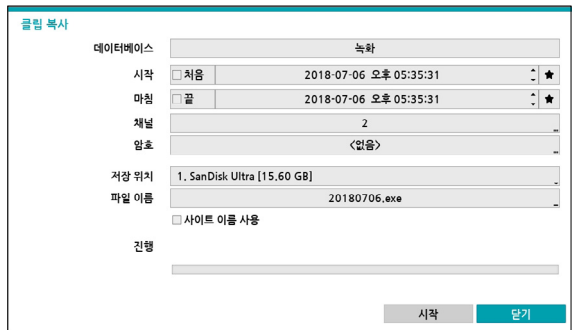 클립 복사
데이터베이스 녹화
시작 처음 2018-07-06 오후 05:35:31
마침 끝 2018-07-06 오후 05:35:31
채널 2 ...
암호 <없음> ...
저장 위치 1. SanDisk Ultra [15.60 GB]
파일 이름 20180706.exe ...
사이트 이름 사용
진행
시작 닫기